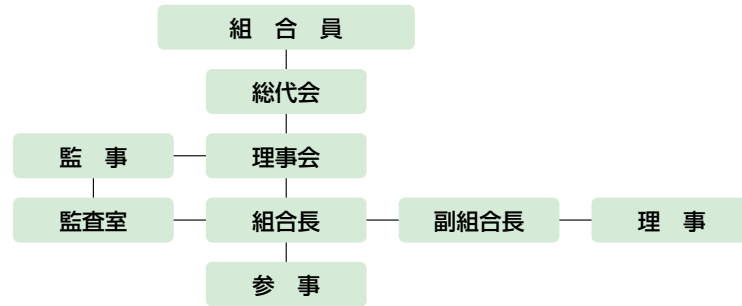 組　合　員
総代会
監　事
理事会
監査室
組合長
副組合長
理　事
参　事